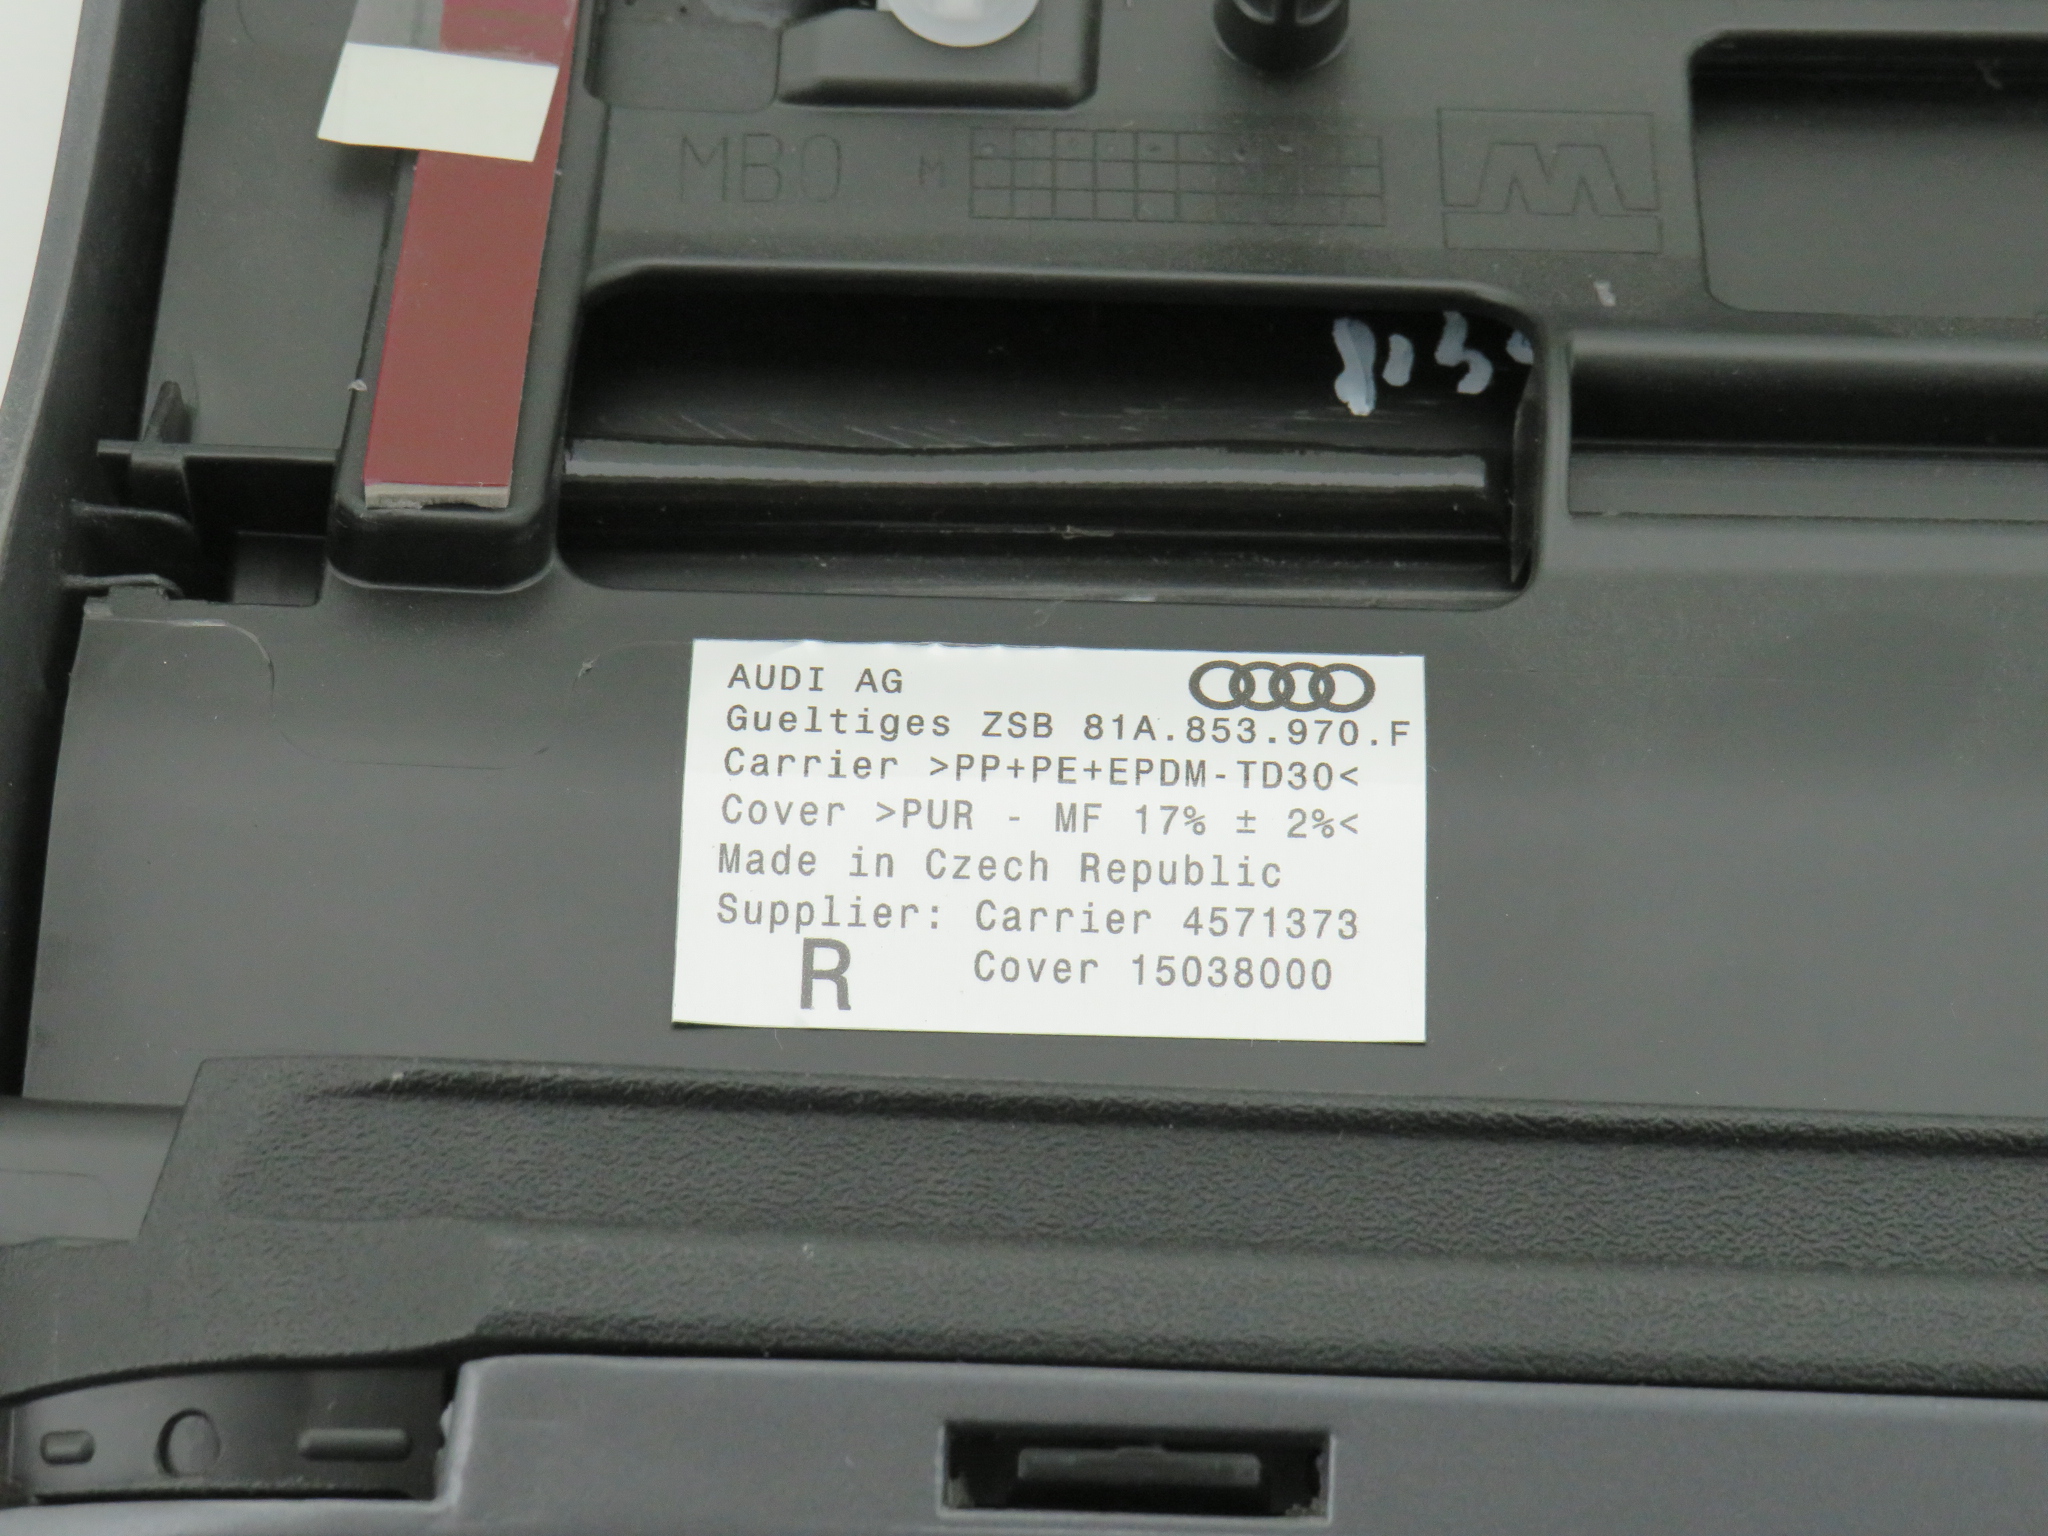 MBO
M
AUDI AG
Gueltiges ZSB 81A.853.970.F
Carrier >PP+PE+EPDM-TD30<
Cover >PUR - MF 17% ± 2%<
Made in Czech Republic
Supplier: Carrier 4571373
R Cover 15038000